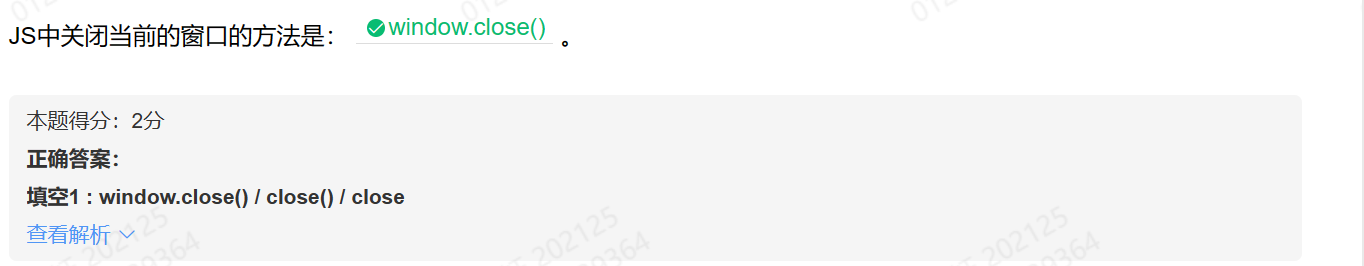 JS中关闭当前的窗口的方法是： window.close() 。
本题得分：2分
正确答案：
填空1 : window.close() / close() / close
查看解析